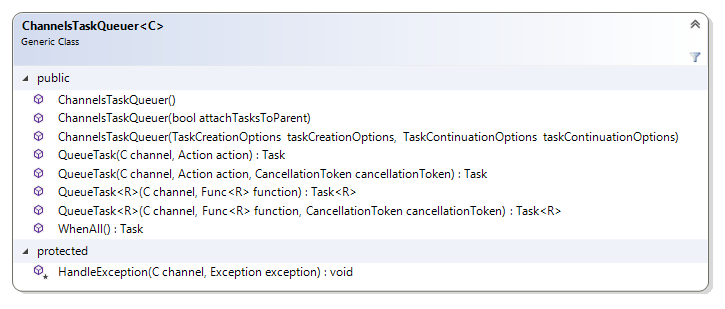 ChannelsTaskQueuer<C>
Generic Class
public
ChannelsTaskQueuer()
ChannelsTaskQueuer(bool attachTasksToParent)
ChannelsTaskQueuer(TaskCreationOptions taskCreationOptions, TaskContinuationOptions taskContinuationOptions)
QueueTask(C channel, Action action) : Task
QueueTask(C channel, Action action, CancellationToken cancellationToken) : Task
QueueTask<R>(C channel, Func<R> function) : Task<R>
QueueTask<R>(C channel, Func<R> function, CancellationToken cancellationToken) : Task<R>
WhenAll() : Task
protected
HandleException(C channel, Exception exception) : void